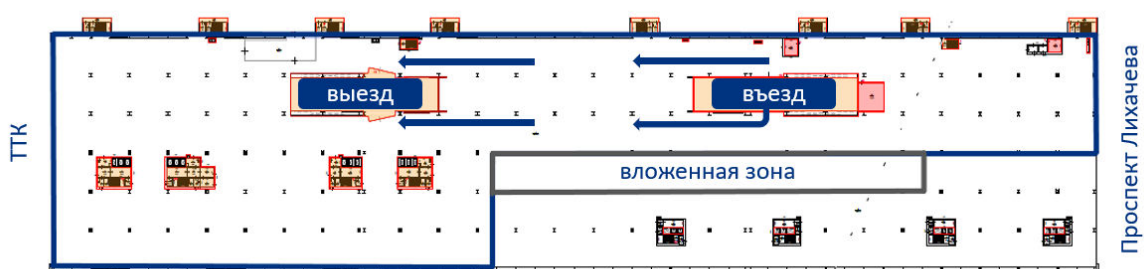 ТТК
выезд
въезд
вложенная зона
Проспект Лихачева